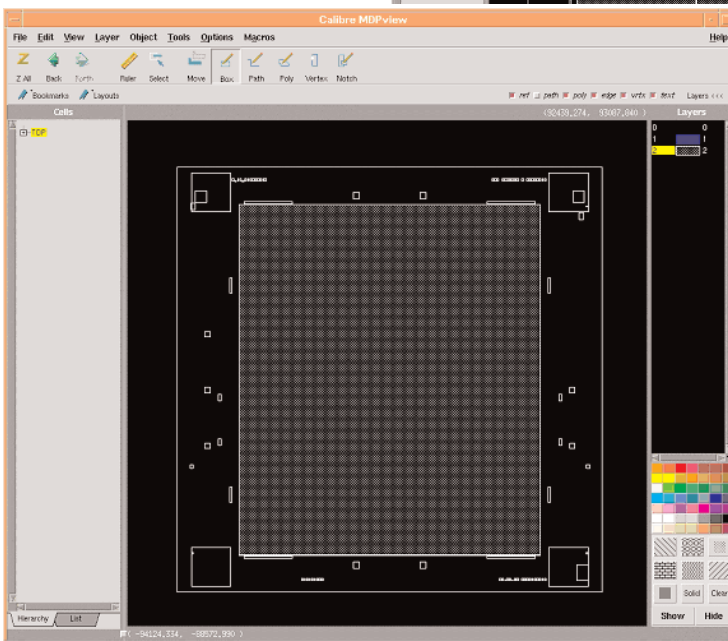 Calibre MDPview
File Edit View Layer Object Tools Options Macros Help
Z All Back Forth Ruler Select Move Box Path Poly Vertex Notch
Bookmarks Layouts ref path poly edge vrtx text Layers <<<
Cells (92439,274, 93087,840 ) Layers
TOP
0 0
1 1
2 2
Solid Clear
Show Hide
Hierarchy List
( -94124,334, -88572,990 )